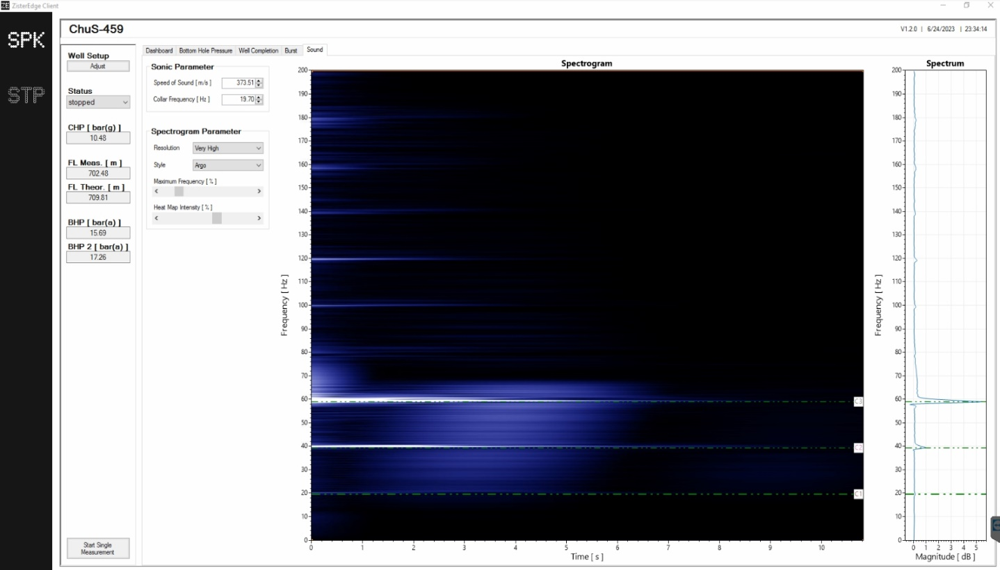 ZisterEdge Client
SPK
STP
ChuS-459
V1.2.0 | 6/24/2023 | 23:34:14
Well Setup
Adjust
Status
stopped
CHP [ bar(g) ]
10.48
FL Meas. [ m ]
702.48
FL Theor. [ m ]
709.81
BHP [ bar(a) ]
15.69
BHP 2 [ bar(a) ]
17.26
Start Single
Measurement
Dashboard Bottom Hole Pressure Well Completion Burst Sound
Sonic Parameter
Speed of Sound [ m/s ] 373.51
Collar Frequency [ Hz ] 19.70
Spectrogram Parameter
Resolution Very High
Style Argo
Maximum Frequency [ % ]
Heat Map Intensity [ % ]
Spectrogram
200
190
180
170
160
150
140
130
120
110
100
90
80
70
60
50
40
30
20
10
0
Frequency [ Hz ]
C3
C2
C1
0 1 2 3 4 5 6 7 8 9 10
Time [ s ]
Spectrum
200
190
180
170
160
150
140
130
120
110
100
90
80
70
60
50
40
30
20
10
0
Frequency [ Hz ]
0 1 2 3 4 5
Magnitude [ dB ]